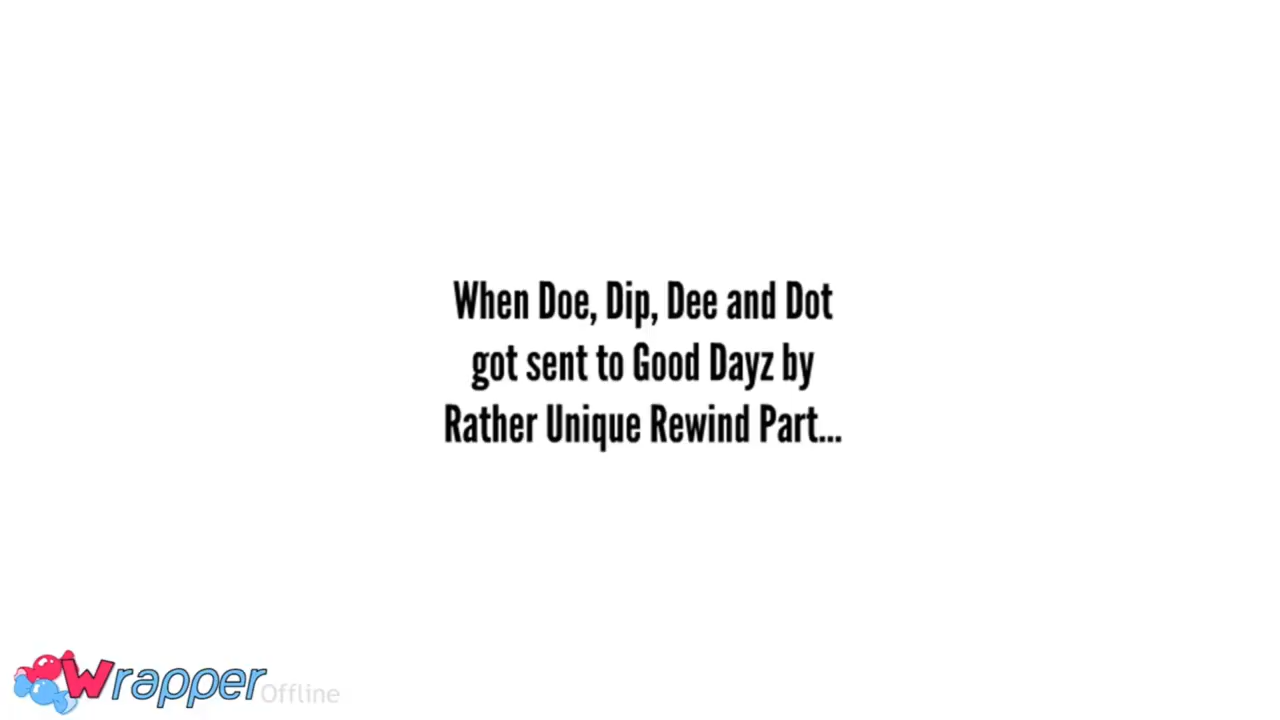 When Doe, Dip, Dee and Dot
got sent to Good Dayz by
Rather Unique Rewind Part...
Wrapper Offline